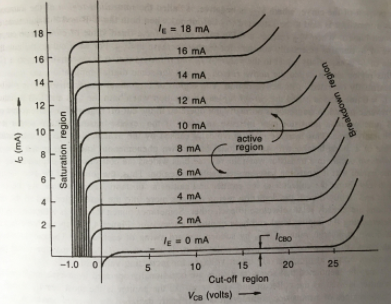 I_E = 18 mA
18
16 mA
16
14 mA
14
12 mA
12
10 mA
10
8 mA
8
6 mA
6
4 mA
4
2 mA
2
I_E = 0 mA
I_CBO
active
region
Breakdown region
Saturation region
I_C (mA)
-1.0 0 5 10 15 20 25
Cut-off region
V_CB (volts)